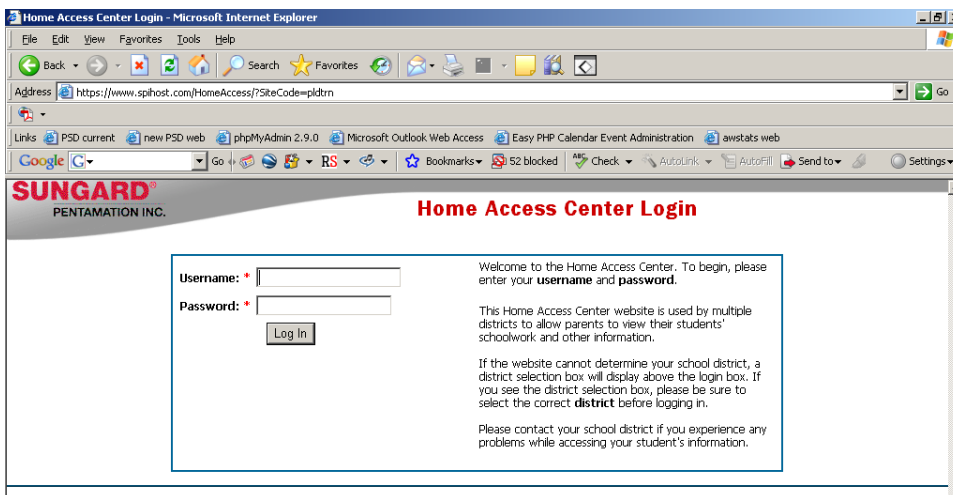 Home Access Center Login - Microsoft Internet Explorer
File Edit View Favorites Tools Help
Back Search Favorites
Address https://www.spihost.com/HomeAccess/?SiteCode=pldtrn Go
Links PSD current new PSD web phpMyAdmin 2.9.0 Microsoft Outlook Web Access Easy PHP Calendar Event Administration awstats web
Google G Go RS Bookmarks 52 blocked ABC Check AutoLink AutoFill Send to Settings
SUNGARD®
PENTAMATION INC.
Home Access Center Login
Username: *
Password: *
Log In
Welcome to the Home Access Center. To begin, please
enter your username and password.
This Home Access Center website is used by multiple
districts to allow parents to view their students'
schoolwork and other information.
If the website cannot determine your school district, a
district selection box will display above the login box. If
you see the district selection box, please be sure to
select the correct district before logging in.
Please contact your school district if you experience any
problems while accessing your student's information.